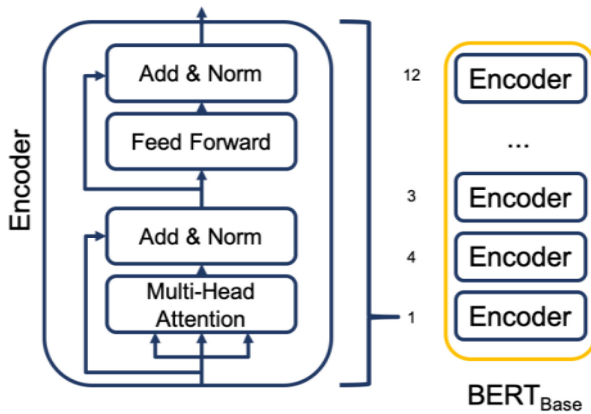 Encoder
Add & Norm
Feed Forward
Add & Norm
Multi-Head
Attention
12
Encoder
...
3
Encoder
4
Encoder
1
Encoder
BERTBase